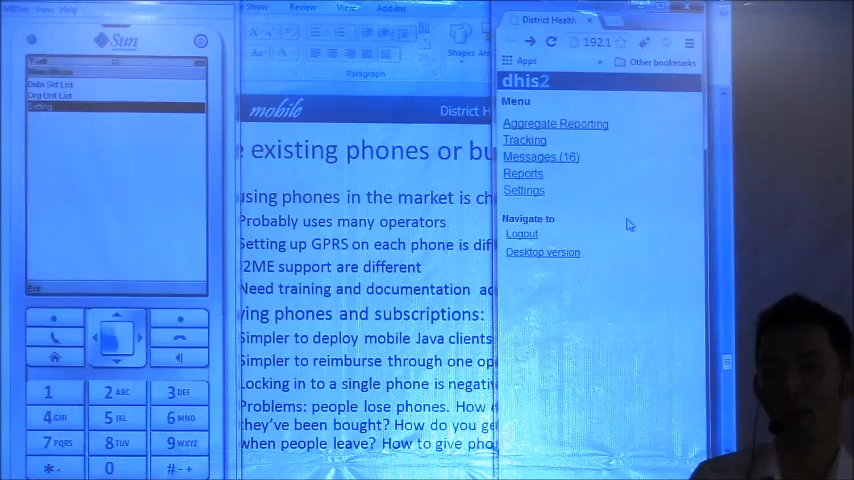 Help
Sun
Data Set List
Org Unit List
Setting
Exit
1
2 ABC
3 DEF
4 GHI
5 JKL
6 MNO
7 PQRS
8 TUV
9 WXYZ
*
0
#
Show
Review
View
Add-Ins
Shapes
Paragraph
mobile
District H
existing phones or bu
using phones in the market is ch
Probably uses many operators
Setting up GPRS on each phone is dif
2ME support are different
Need training and documentation
ing phones and subscriptions:
Simpler to deploy mobile Java clients
Simpler to reimburse through one op
Locking in to a single phone is negativ
Problems: people lose phones. How
they've been bought? How do you ge
when people leave? How to give pho
District Health
192.1
Apps
Other bookmarks
dhis2
Menu
Aggregate Reporting
Tracking
Messages (16)
Reports
Settings
Navigate to
Logout
Desktop version